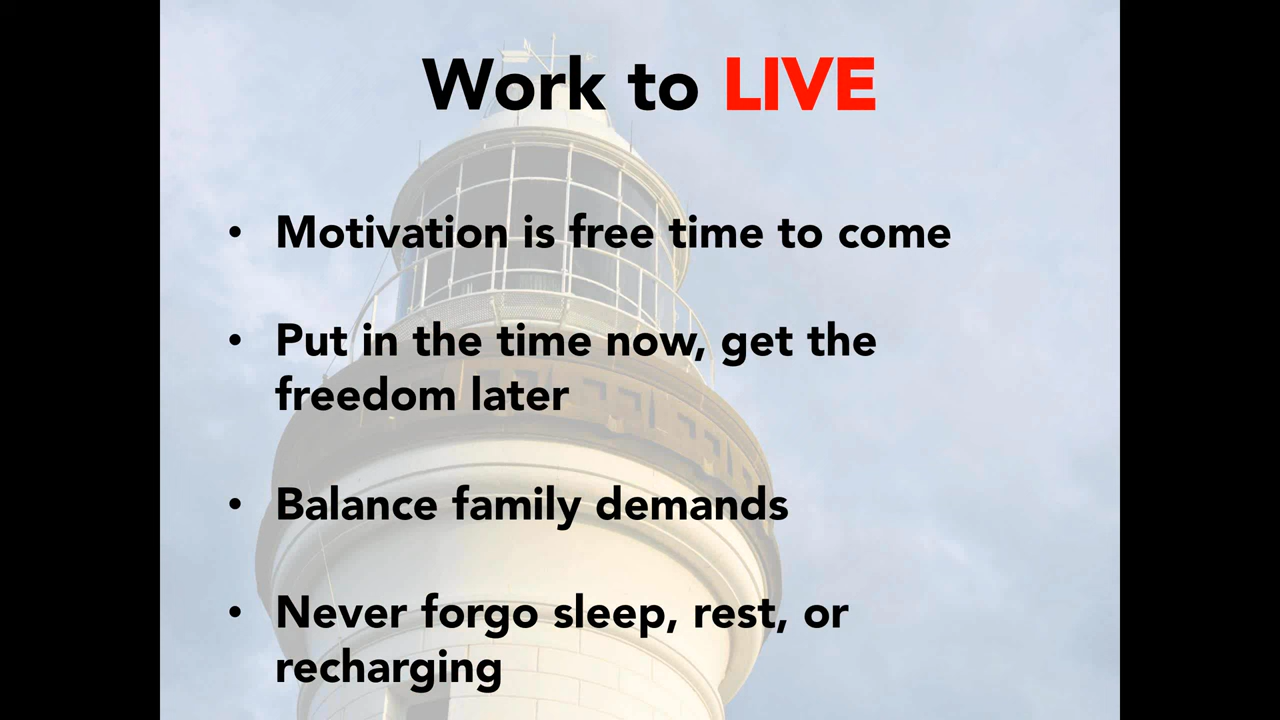 Work to LIVE
• Motivation is free time to come
• Put in the time now, get the
freedom later
• Balance family demands
• Never forgo sleep, rest, or
recharging